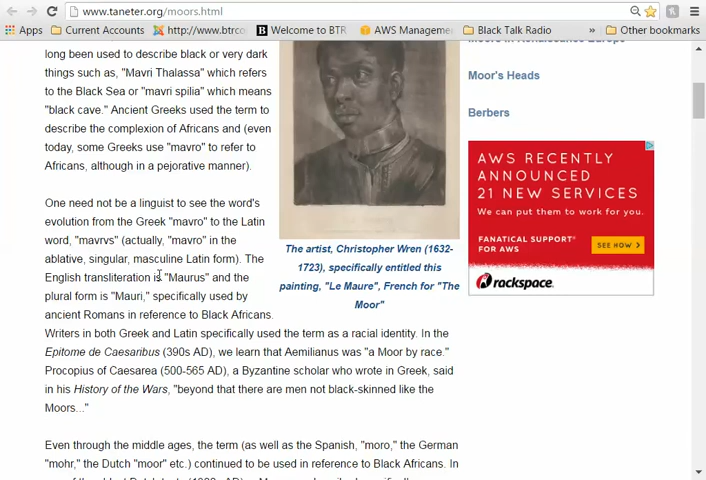 www.taneter.org/moors.html
Apps Current Accounts http://www.btrco Welcome to BTR AWS Manageme Black Talk Radio » Other bookmarks
long been used to describe black or very dark
things such as, "Mavri Thalassa" which refers
to the Black Sea or "mavri spilia" which means
"black cave." Ancient Greeks used the term to
describe the complexion of Africans and (even
today, some Greeks use "mavro" to refer to
Africans, although in a pejorative manner).
One need not be a linguist to see the word's
evolution from the Greek "mavro" to the Latin
word, "mavrvs" (actually, "mavro" in the
ablative, singular, masculine Latin form). The
English transliteration is "Maurus" and the
plural form is "Mauri," specifically used by
ancient Romans in reference to Black Africans.
Writers in both Greek and Latin specifically used the term as a racial identity. In the
Epitome de Caesaribus (390s AD), we learn that Aemilianus was "a Moor by race."
Procopius of Caesarea (500-565 AD), a Byzantine scholar who wrote in Greek, said
in his History of the Wars, "beyond that there are men not black-skinned like the
Moors..."
Even through the middle ages, the term (as well as the Spanish, "moro," the German
"mohr," the Dutch "moor" etc.) continued to be used in reference to Black Africans. In
The artist, Christopher Wren (1632-
1723), specifically entitled this
painting, "Le Maure", French for "The
Moor"
Moors in Renaissance Europe
Moor's Heads
Berbers
AWS RECENTLY
ANNOUNCED
21 NEW SERVICES
We can put them to work for you.
FANATICAL SUPPORT®
FOR AWS
SEE NOW >
rackspace.